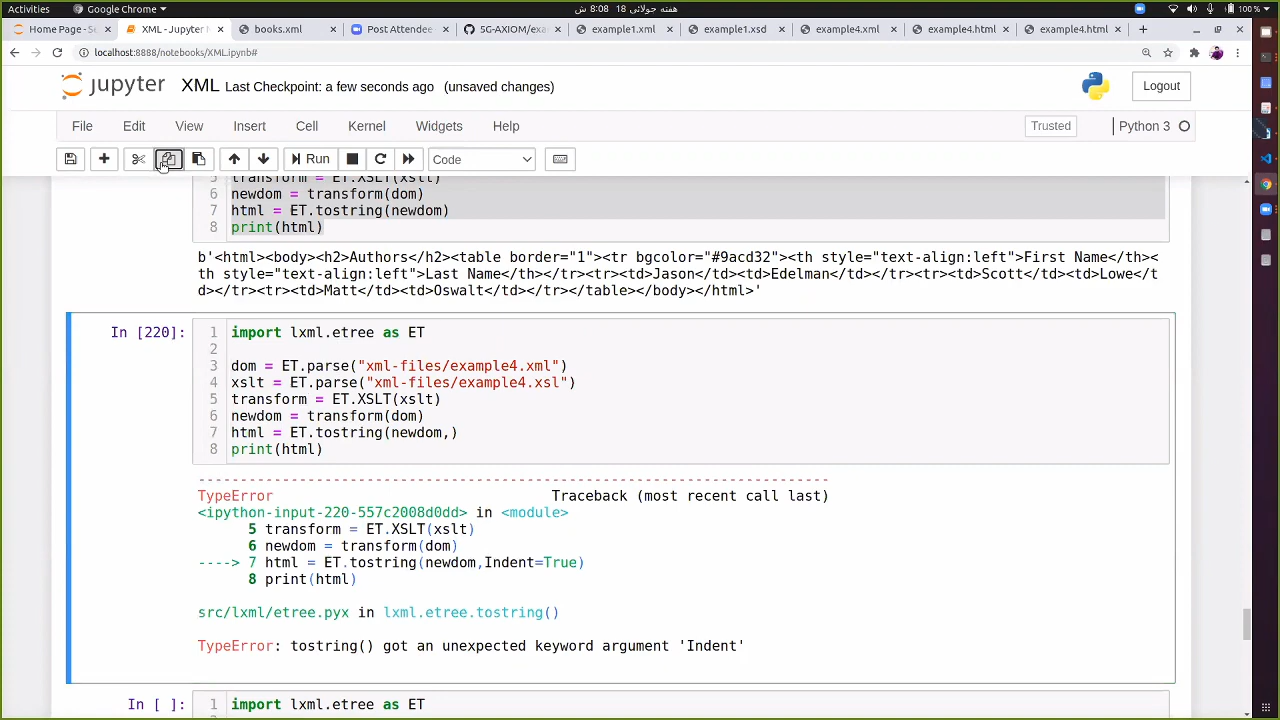 Activities
Google Chrome
هفته جولائی 18  8:08 ش
100 %
Home Page - Se
XML - Jupyter N
books.xml
Post Attendee
5G-AXIOM/exa
example1.xml
example1.xsd
example4.xml
example4.html
example4.html
localhost:8888/notebooks/XML.ipynb#
jupyter XML Last Checkpoint: a few seconds ago (unsaved changes)
Logout
File Edit View Insert Cell Kernel Widgets Help
Trusted
Python 3
Run
Code
5 transform = ET.XSLT(xslt)
6 newdom = transform(dom)
7 html = ET.tostring(newdom)
8 print(html)
b'<html><body><h2>Authors</h2><table border="1"><tr bgcolor="#9acd32"><th style="text-align:left">First Name</th><
th style="text-align:left">Last Name</th></tr><tr><td>Jason</td><td>Edelman</td></tr><tr><td>Scott</td><td>Lowe</t
d></tr><tr><td>Matt</td><td>Oswalt</td></tr></table></body></html>'
In [220]:
1 import lxml.etree as ET
2
3 dom = ET.parse("xml-files/example4.xml")
4 xslt = ET.parse("xml-files/example4.xsl")
5 transform = ET.XSLT(xslt)
6 newdom = transform(dom)
7 html = ET.tostring(newdom,)
8 print(html)
---------------------------------------------------------------------------
TypeError Traceback (most recent call last)
<ipython-input-220-557c2008d0dd> in <module>
5 transform = ET.XSLT(xslt)
6 newdom = transform(dom)
----> 7 html = ET.tostring(newdom,Indent=True)
8 print(html)
src/lxml/etree.pyx in lxml.etree.tostring()
TypeError: tostring() got an unexpected keyword argument 'Indent'
In [ ]:
1 import lxml.etree as ET